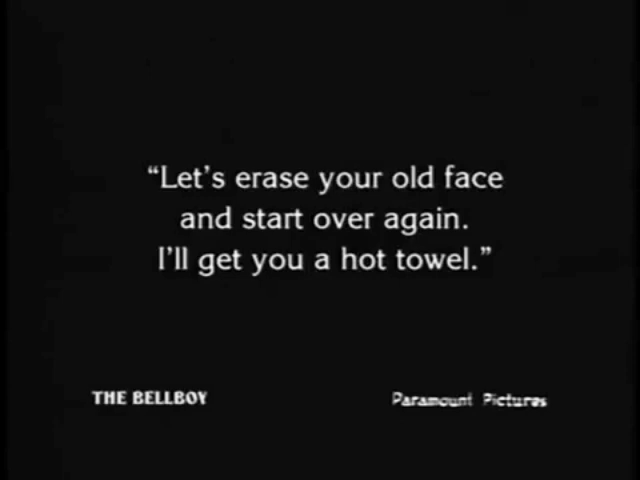 “Let’s erase your old face
and start over again.
I’ll get you a hot towel.”
THE BELLBOY Paramount Pictures